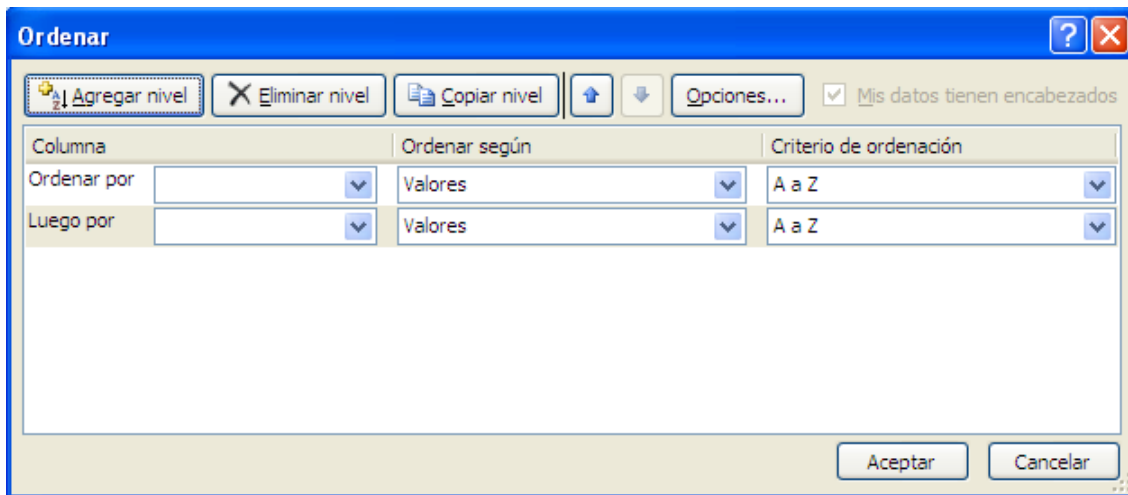 Ordenar
Agregar nivel Eliminar nivel Copiar nivel Opciones... Mis datos tienen encabezados
Columna Ordenar según Criterio de ordenación
Ordenar por Valores A a Z
Luego por Valores A a Z
Aceptar Cancelar